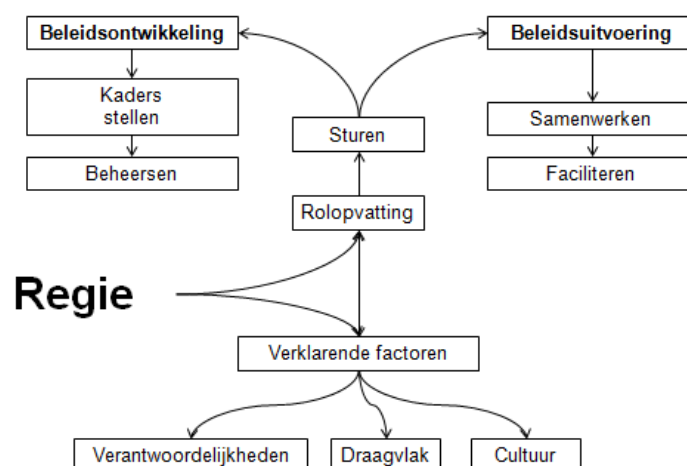 Beleidsontwikkeling
Beleidsuitvoering
Kaders
stellen
Samenwerken
Sturen
Beheersen
Faciliteren
Rolopvatting
Regie
Verklarende factoren
Verantwoordelijkheden
Draagvlak
Cultuur